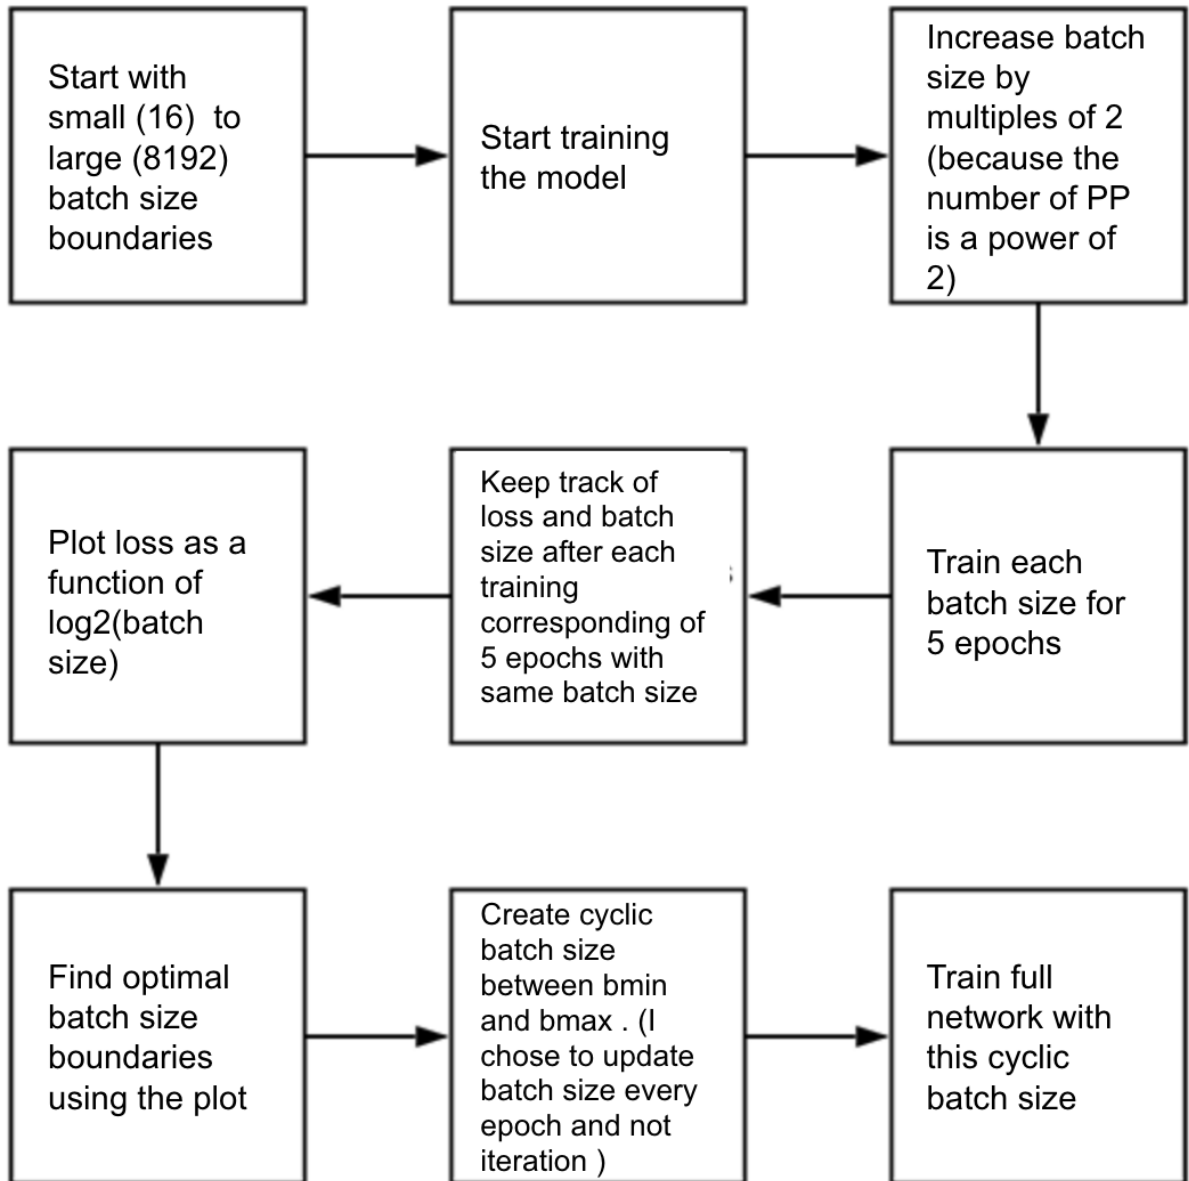 Start with
small (16)  to
large (8192)
batch size
boundaries
Start training
the model
Increase batch
size by
multiples of 2
(because the
number of PP
is a power of
2)
Train each
batch size for
5 epochs
Keep track of
loss and batch
size after each
training
corresponding of
5 epochs with
same batch size
Plot loss as a
function of
log2(batch
size)
Find optimal
batch size
boundaries
using the plot
Create cyclic
batch size
between bmin
and bmax . (I
chose to update
batch size every
epoch and not
iteration )
Train full
network with
this cyclic
batch size